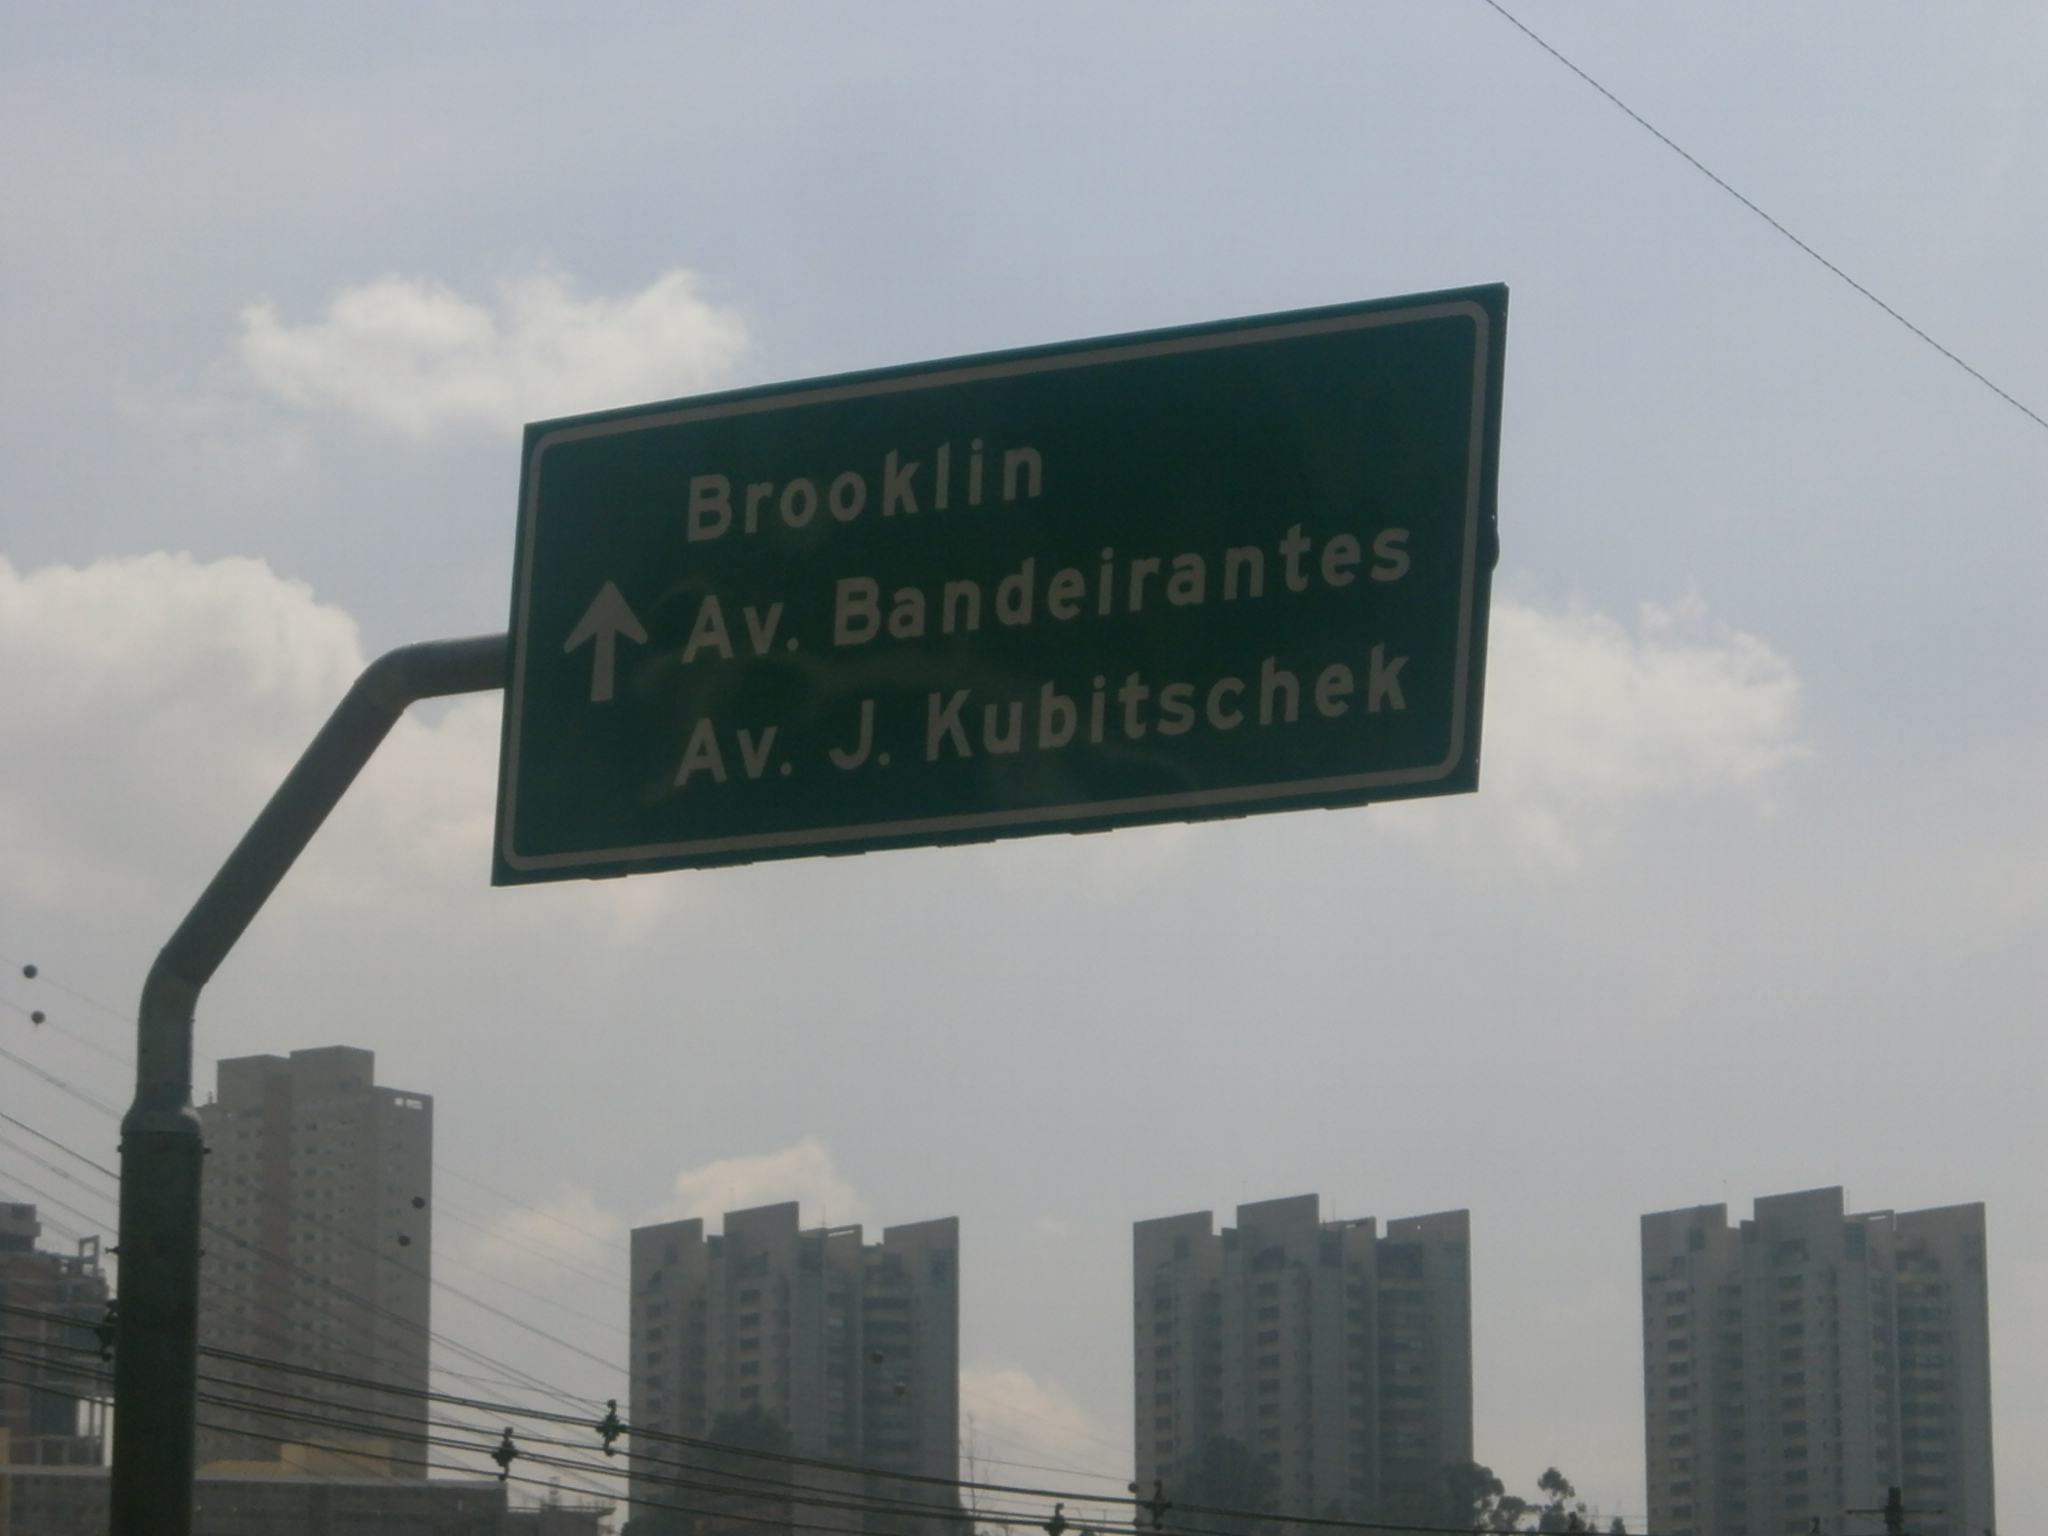 Brooklin
Av. Bandeirantes
Av. J. Kubitschek